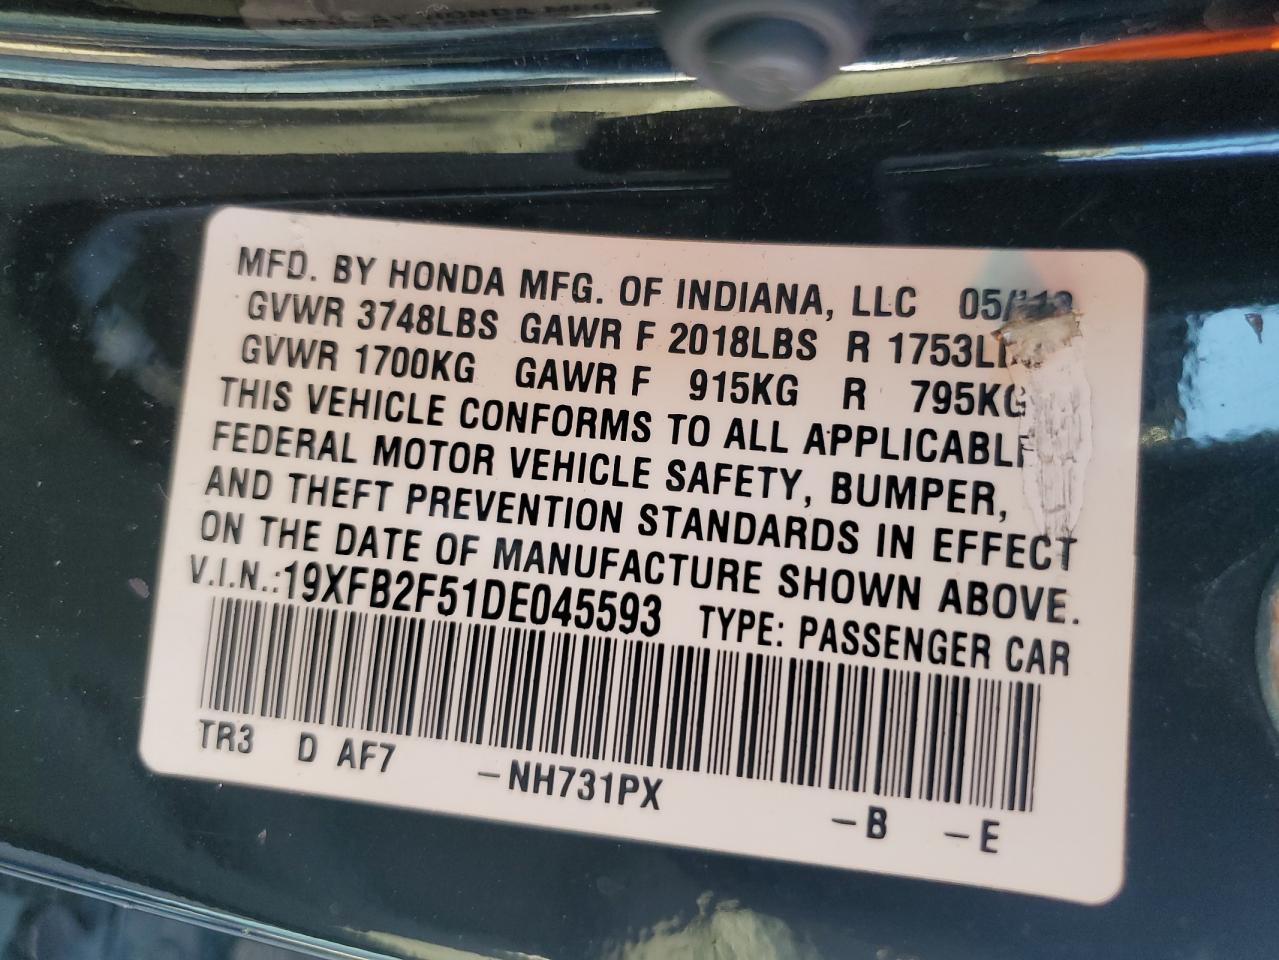 MFD. BY HONDA MFG. OF INDIANA, LLC 05/
GVWR 3748LBS GAWR F 2018LBS R
GVWR 1700KG GAWR F 915KG R 795KG
THIS VEHICLE CONFORMS TO ALL APPLICABLE
FEDERAL MOTOR VEHICLE SAFETY, BUMPER,
AND THEFT PREVENTION STANDARDS IN EFFECT
ON THE DATE OF MANUFACTURE SHOWN ABOVE.
V.I.N.:19XFB2F51DE045593 TYPE: PASSENGER CAR
TR3 D AF7 -NH731PX -B -E